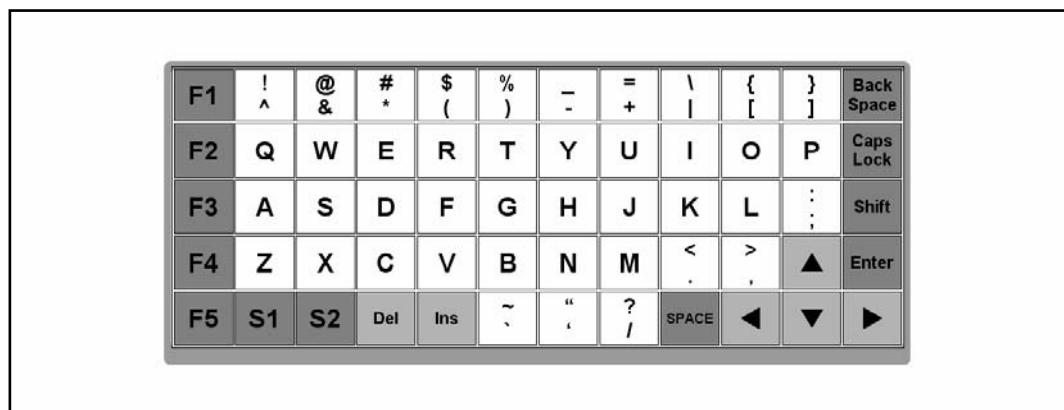 F1 ! ^ @ & # * $ ( % ) _ - = + \ | { [ } ] Back Space
F2 Q W E R T Y U I O P Caps Lock
F3 A S D F G H J K L : ; Shift
F4 Z X C V B N M < . > , ▲ Enter
F5 S1 S2 Del Ins ~ ` “ ‘ ? / SPACE ◀ ▼ ▶